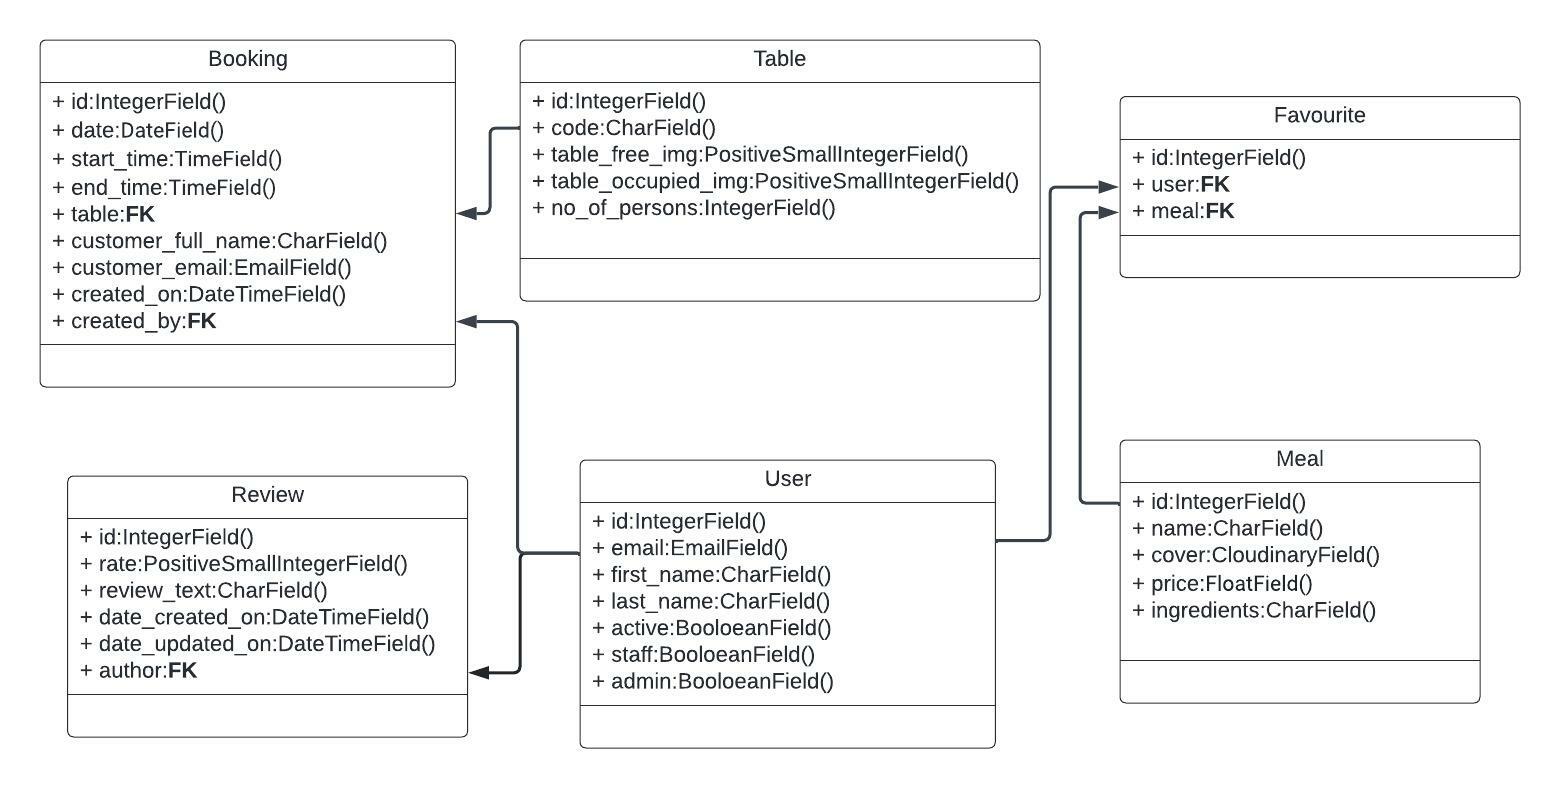 Booking
+ id:IntegerField()
+ date:DateField()
+ start_time:TimeField()
+ end_time:TimeField()
+ table:FK
+ customer_full_name:CharField()
+ customer_email:EmailField()
+ created_on:DateTimeField()
+ created_by:FK
Table
+ id:IntegerField()
+ code:CharField()
+ table_free_img:PositiveSmallIntegerField()
+ table_occupied_img:PositiveSmallIntegerField()
+ no_of_persons:IntegerField()
Favourite
+ id:IntegerField()
+ user:FK
+ meal:FK
Review
+ id:IntegerField()
+ rate:PositiveSmallIntegerField()
+ review_text:CharField()
+ date_created_on:DateTimeField()
+ date_updated_on:DateTimeField()
+ author:FK
User
+ id:IntegerField()
+ email:EmailField()
+ first_name:CharField()
+ last_name:CharField()
+ active:BooloeanField()
+ staff:BooloeanField()
+ admin:BooloeanField()
Meal
+ id:IntegerField()
+ name:CharField()
+ cover:CloudinaryField()
+ price:FloatField()
+ ingredients:CharField()